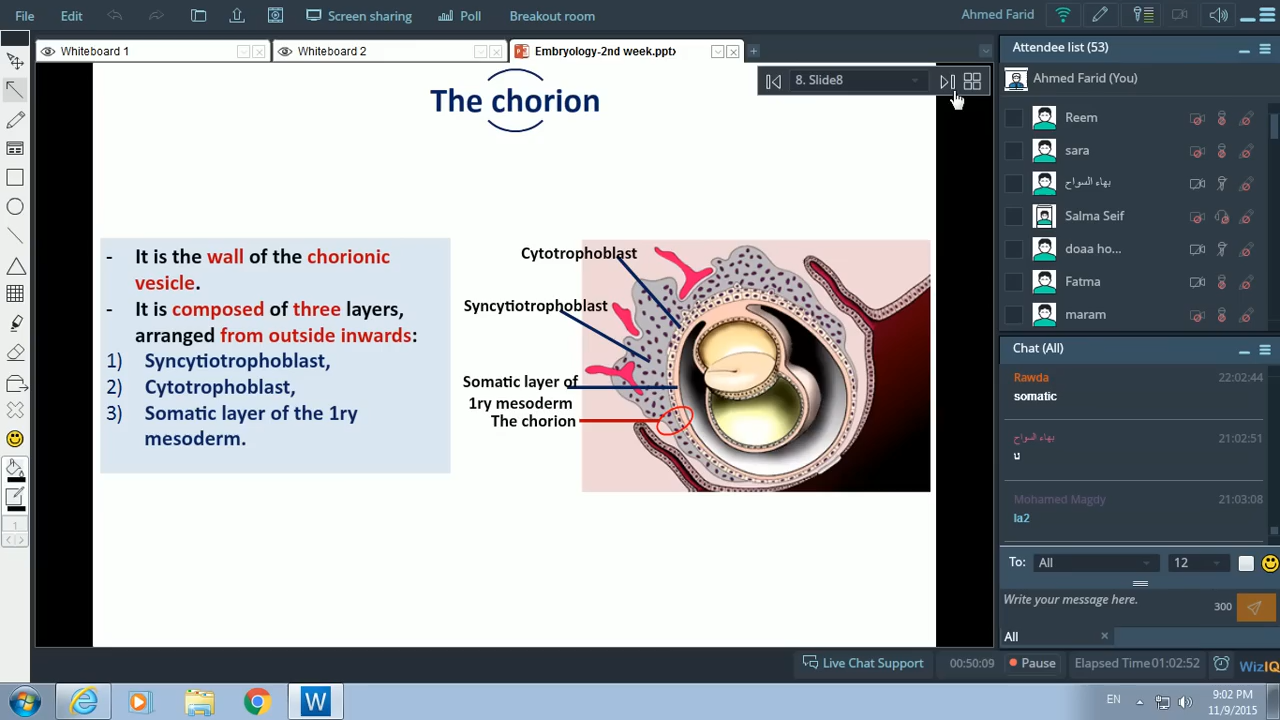 File Edit Screen sharing Poll Breakout room Ahmed Farid
Whiteboard 1 Whiteboard 2 Embryology-2nd week.ppt›
8. Slide8
The chorion
- It is the wall of the chorionic
vesicle.
- It is composed of three layers,
arranged from outside inwards:
1) Syncytiotrophoblast,
2) Cytotrophoblast,
3) Somatic layer of the 1ry
mesoderm.
Cytotrophoblast
Syncytiotrophoblast
Somatic layer of
1ry mesoderm
The chorion
Attendee list (53)
Ahmed Farid (You)
Reem
sara
بهاء السواح
Salma Seif
doaa ho...
Fatma
maram
Chat (All)
Rawda 22:02:44
somatic
بهاء السواح 21:02:51
Mohamed Magdy 21:03:08
la2
To: All 12
Write your message here. 300
All
Live Chat Support 00:50:09 Pause Elapsed Time 01:02:52 WizIQ
1
W EN 9:02 PM
11/9/2015